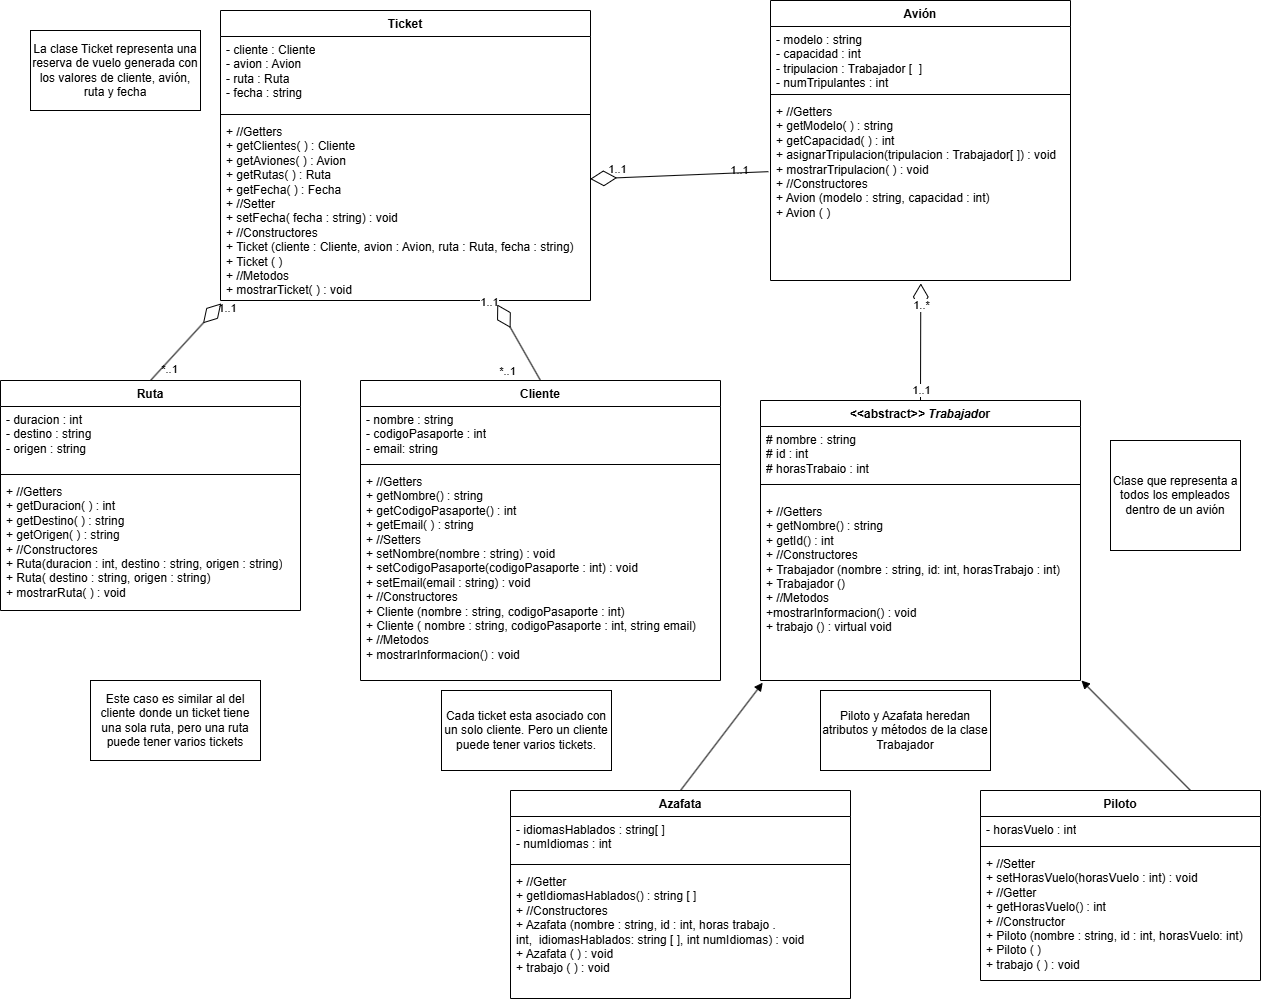 La clase Ticket representa una
reserva de vuelo generada con
los valores de cliente, avión,
ruta y fecha
Ticket
- cliente : Cliente
- avion : Avion
- ruta : Ruta
- fecha : string
+ //Getters
+ getClientes( ) : Cliente
+ getAviones( ) : Avion
+ getRutas( ) : Ruta
+ getFecha( ) : Fecha
+ //Setter
+ setFecha( fecha : string) : void
+ //Constructores
+ Ticket (cliente : Cliente, avion : Avion, ruta : Ruta, fecha : string)
+ Ticket ( )
+ //Metodos
+ mostrarTicket( ) : void
1..1
1..1
Avión
- modelo : string
- capacidad : int
- tripulacion : Trabajador [  ]
- numTripulantes : int
+ //Getters
+ getModelo( ) : string
+ getCapacidad( ) : int
+ asignarTripulacion(tripulacion : Trabajador[ ]) : void
+ mostrarTripulacion( ) : void
+ //Constructores
+ Avion (modelo : string, capacidad : int)
+ Avion ( )
1..1
*..1
1..1
*..1
1..*
1..1
Ruta
- duracion : int
- destino : string
- origen : string
+ //Getters
+ getDuracion( ) : int
+ getDestino( ) : string
+ getOrigen( ) : string
+ //Constructores
+ Ruta(duracion : int, destino : string, origen : string)
+ Ruta( destino : string, origen : string)
+ mostrarRuta( ) : void
Cliente
- nombre : string
- codigoPasaporte : int
- email: string
+ //Getters
+ getNombre() : string
+ getCodigoPasaporte() : int
+ getEmail( ) : string
+ //Setters
+ setNombre(nombre : string) : void
+ setCodigoPasaporte(codigoPasaporte : int) : void
+ setEmail(email : string) : void
+ //Constructores
+ Cliente (nombre : string, codigoPasaporte : int)
+ Cliente ( nombre : string, codigoPasaporte : int, string email)
+ //Metodos
+ mostrarInformacion() : void
<<abstract>> Trabajador
# nombre : string
# id : int
# horasTrabaio : int
+ //Getters
+ getNombre() : string
+ getId() : int
+ //Constructores
+ Trabajador (nombre : string, id: int, horasTrabajo : int)
+ Trabajador ()
+ //Metodos
+mostrarInformacion() : void
+ trabajo () : virtual void
Clase que representa a
todos los empleados
dentro de un avión
Este caso es similar al del
cliente donde un ticket tiene
una sola ruta, pero una ruta
puede tener varios tickets
Cada ticket esta asociado con
un solo cliente. Pero un cliente
puede tener varios tickets.
Piloto y Azafata heredan
atributos y métodos de la clase
Trabajador
Azafata
- idiomasHablados : string[ ]
- numIdiomas : int
+ //Getter
+ getIdiomasHablados() : string [ ]
+ //Constructores
+ Azafata (nombre : string, id : int, horas trabajo .
int,  idiomasHablados: string [ ], int numIdiomas) : void
+ Azafata ( ) : void
+ trabajo ( ) : void
Piloto
- horasVuelo : int
+ //Setter
+ setHorasVuelo(horasVuelo : int) : void
+ //Getter
+ getHorasVuelo() : int
+ //Constructor
+ Piloto (nombre : string, id : int, horasVuelo: int)
+ Piloto ( )
+ trabajo ( ) : void